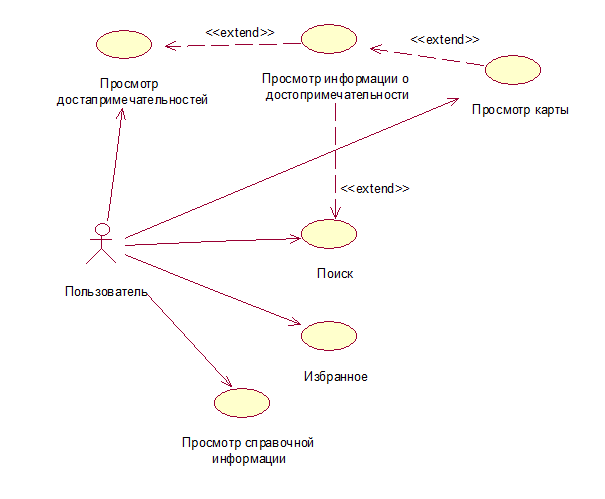 <<extend>>
<<extend>>
Просмотр
достапримечательностей
Просмотр информации о
достопримечательности
Просмотр карты
<<extend>>
Поиск
Пользователь
Избранное
Просмотр справочной
информации